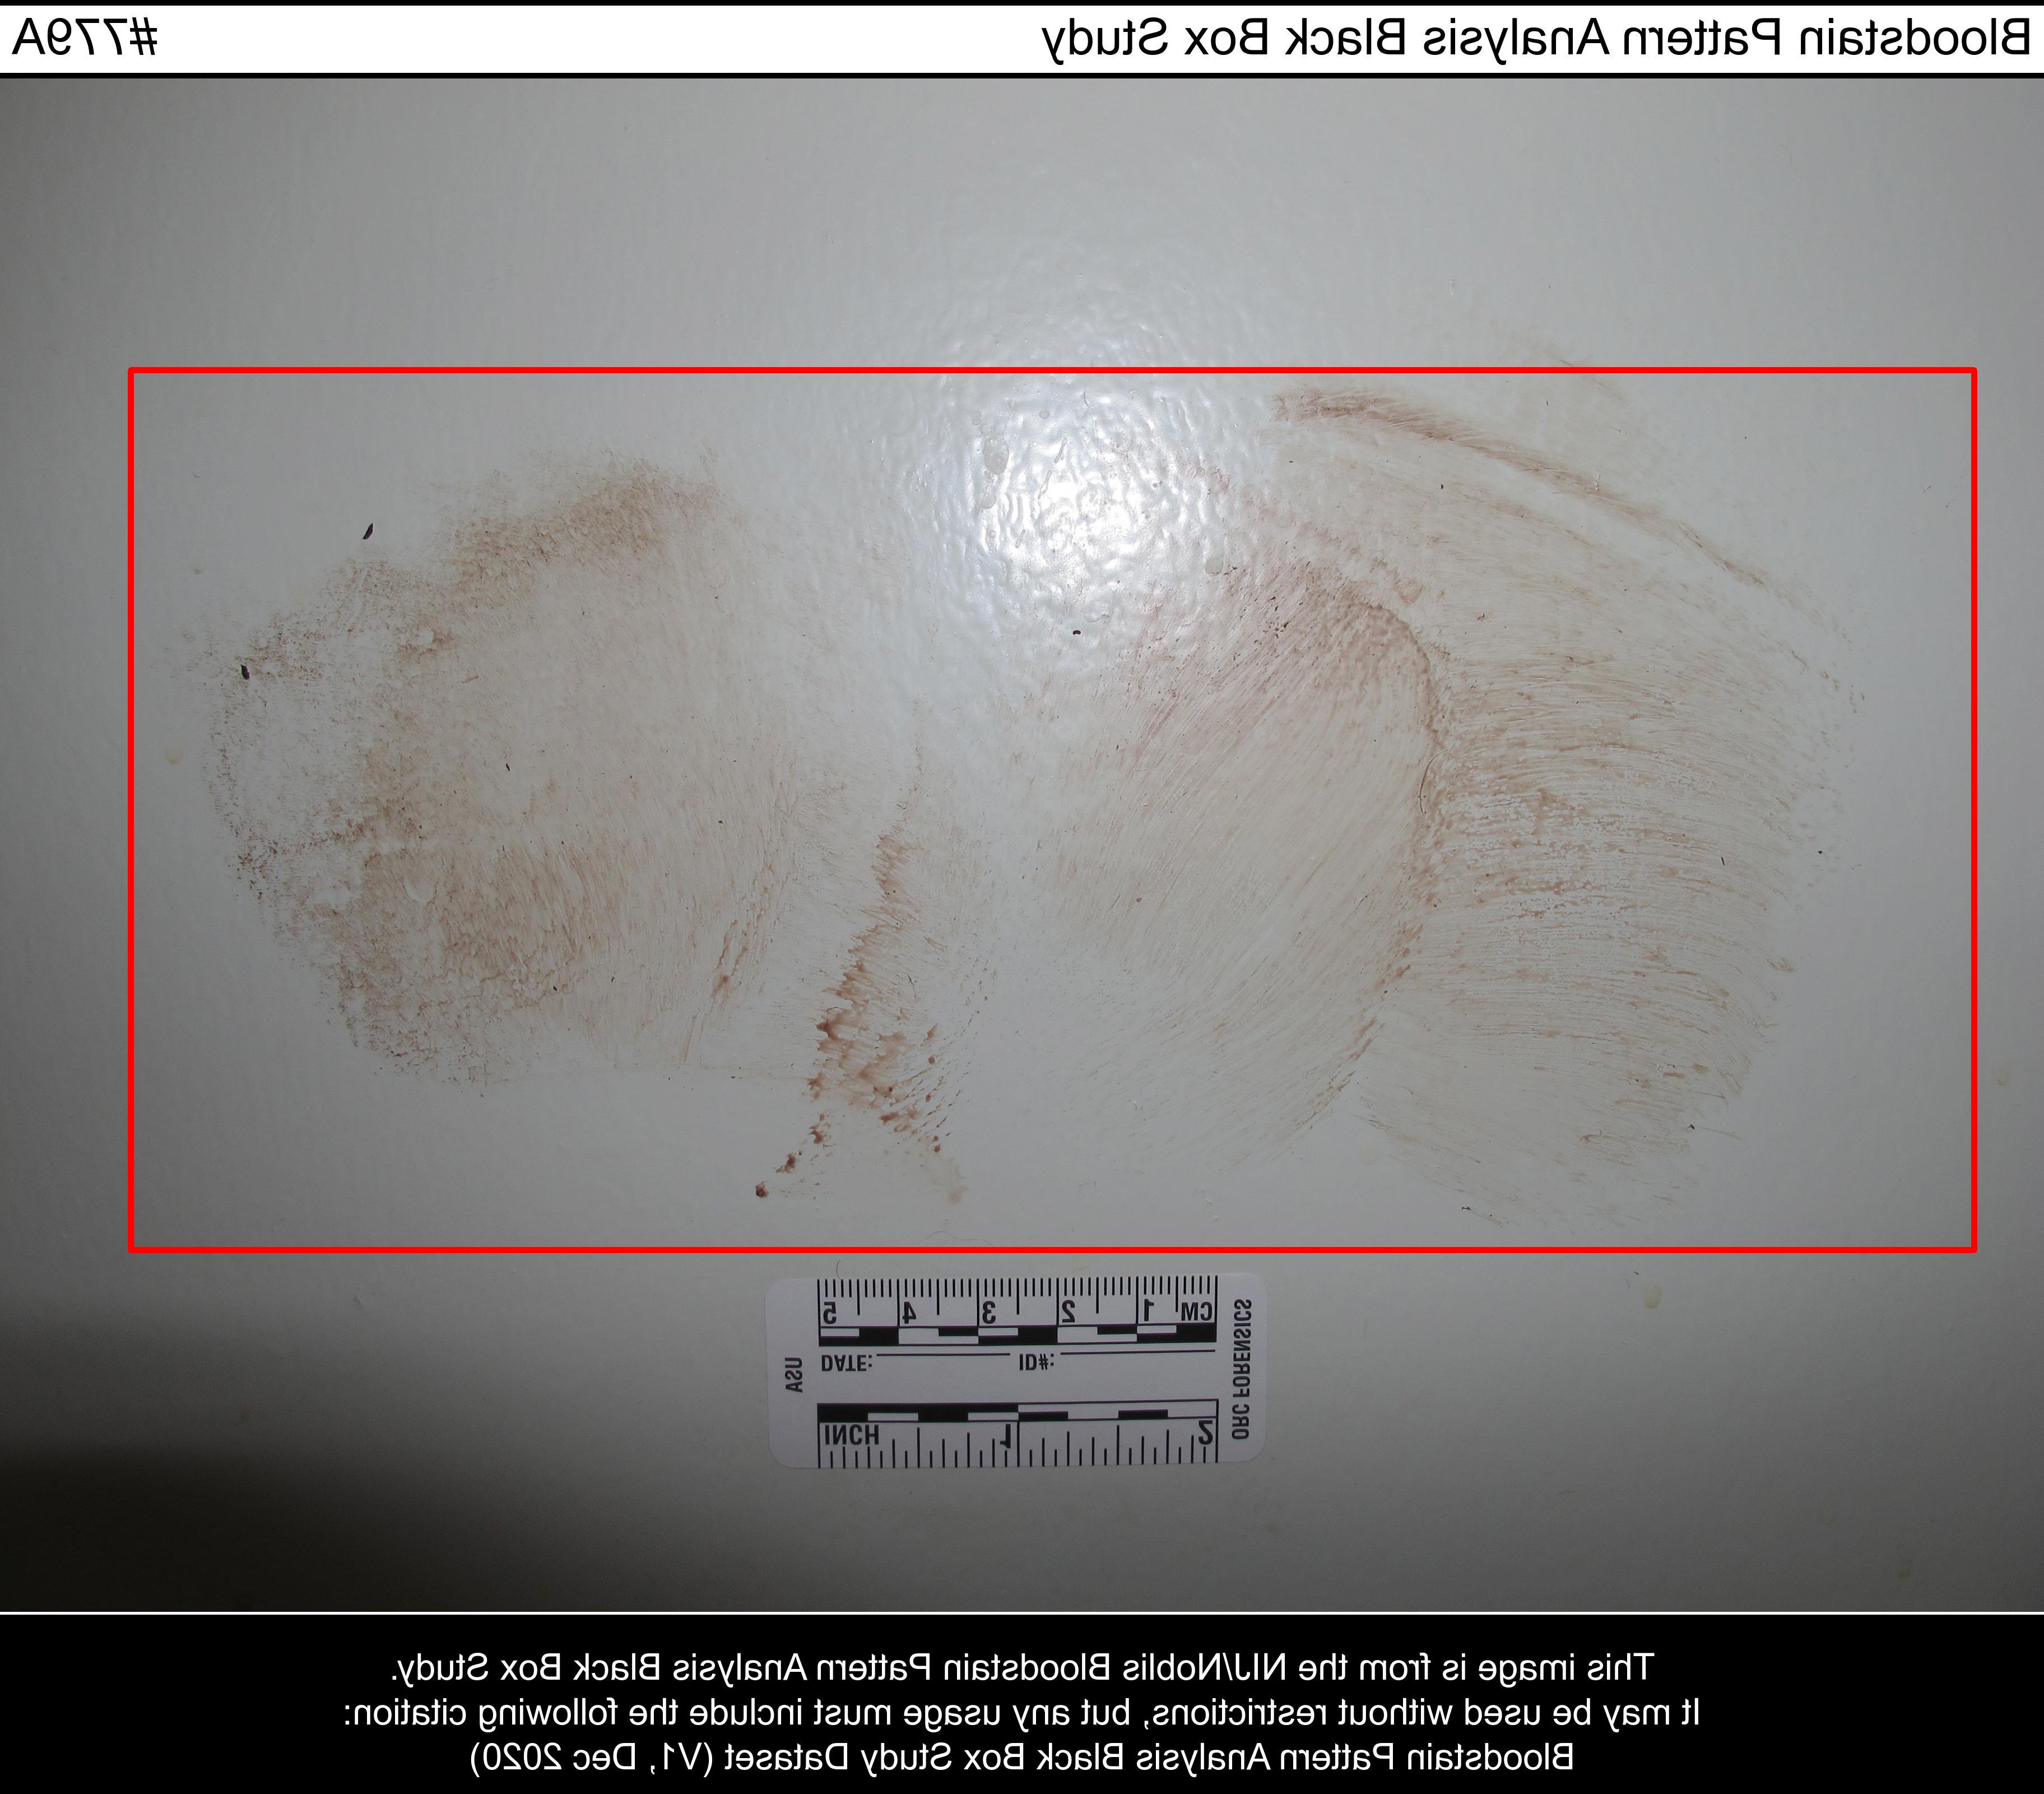 Bloodstain Pattern Analysis Black Box Study #779A
CM 1 2 3 4 5
ID#: DATE:
ORC FORENSICS
USA
INCH 1 2
This image is from the NIJ/Noblis Bloodstain Pattern Analysis Black Box Study.
It may be used without restrictions, but any usage must include the following citation:
Bloodstain Pattern Analysis Black Box Study Dataset (V1, Dec 2020)